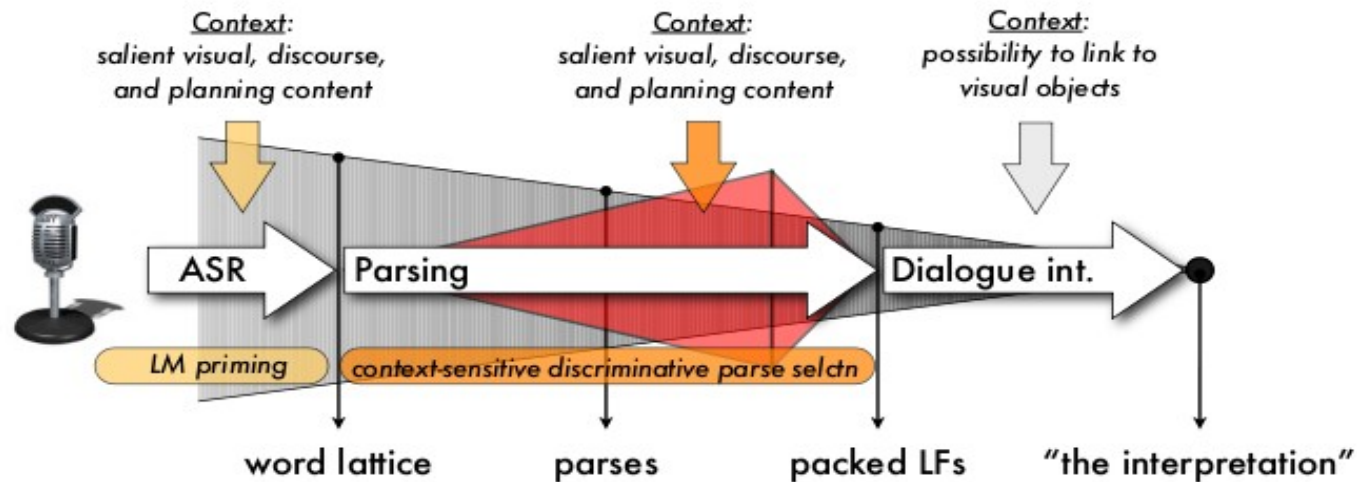 Context:
salient visual, discourse,
and planning content
Context:
salient visual, discourse,
and planning content
Context:
possibility to link to
visual objects
ASR
Parsing
Dialogue int.
LM priming
context-sensitive discriminative parse selctn
word lattice
parses
packed LFs
“the interpretation”